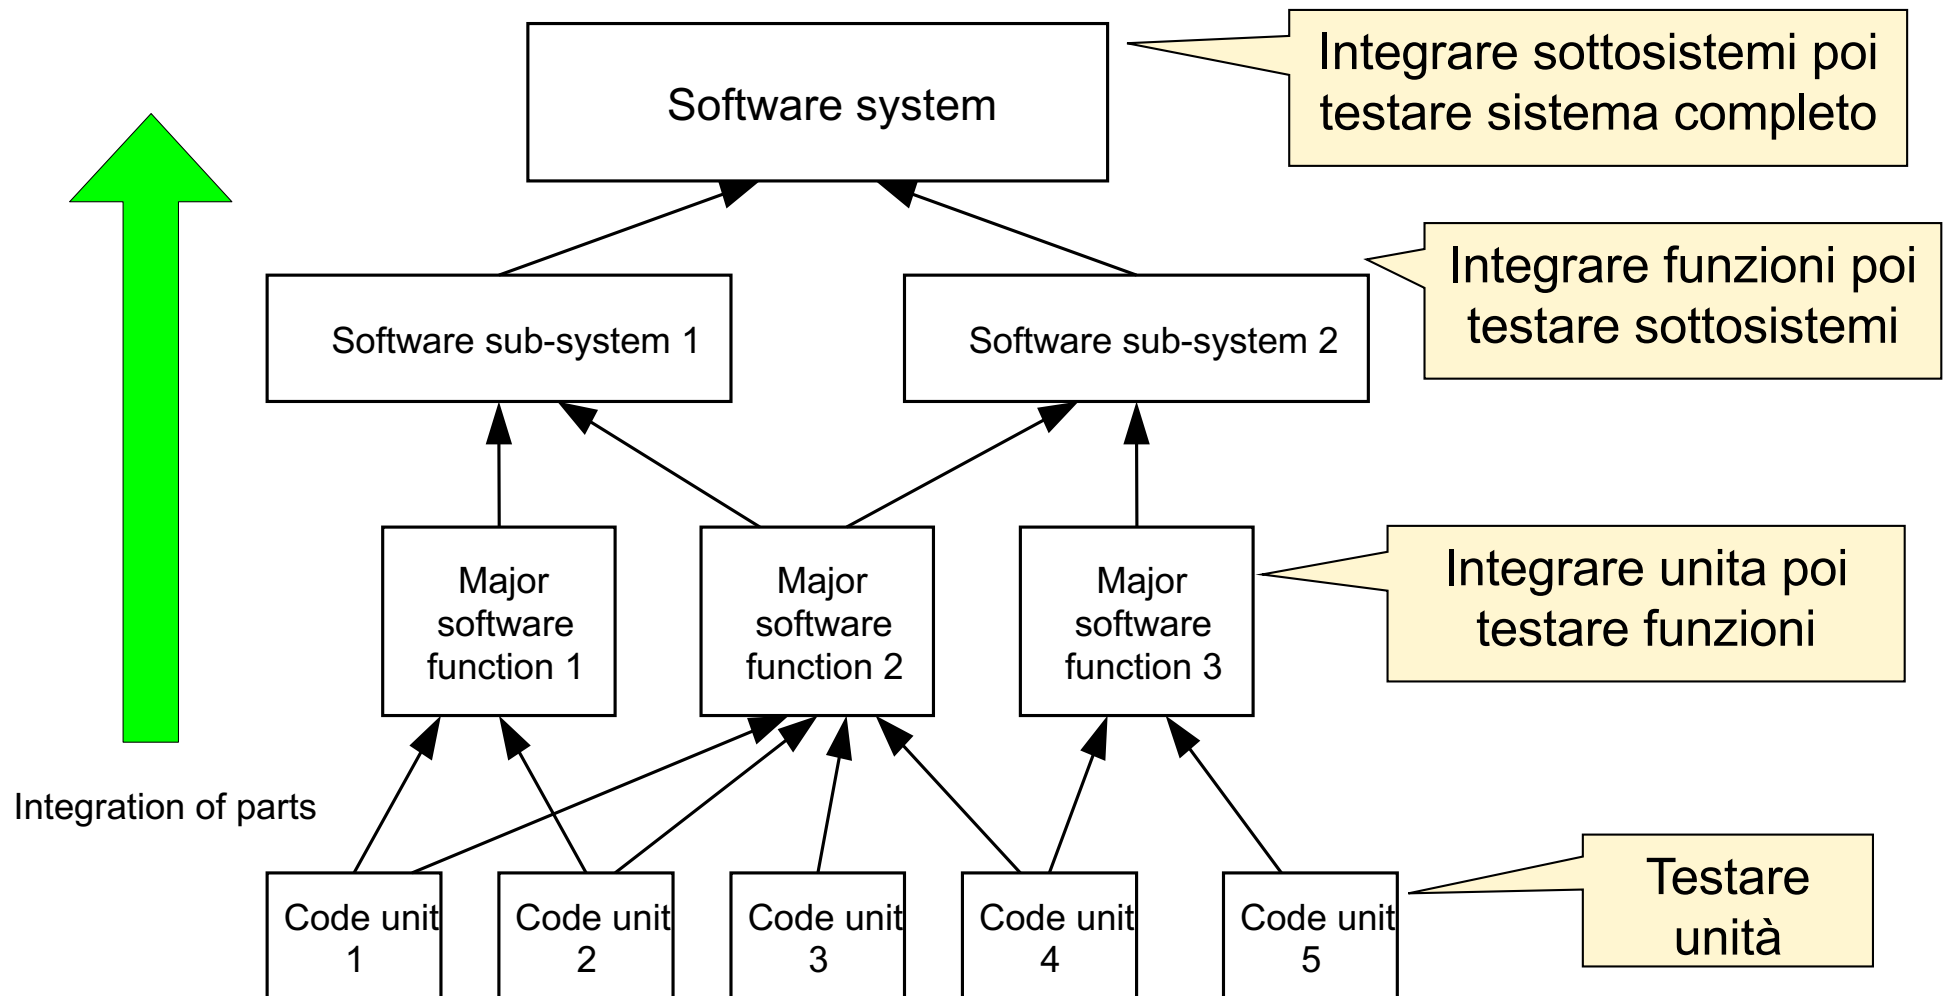 Software system
Integrare sottosistemi poi
testare sistema completo
Software sub-system 1
Software sub-system 2
Integrare funzioni poi
testare sottosistemi
Major
software
function 1
Major
software
function 2
Major
software
function 3
Integrare unita poi
testare funzioni
Integration of parts
Code unit
1
Code unit
2
Code unit
3
Code unit
4
Code unit
5
Testare
unità